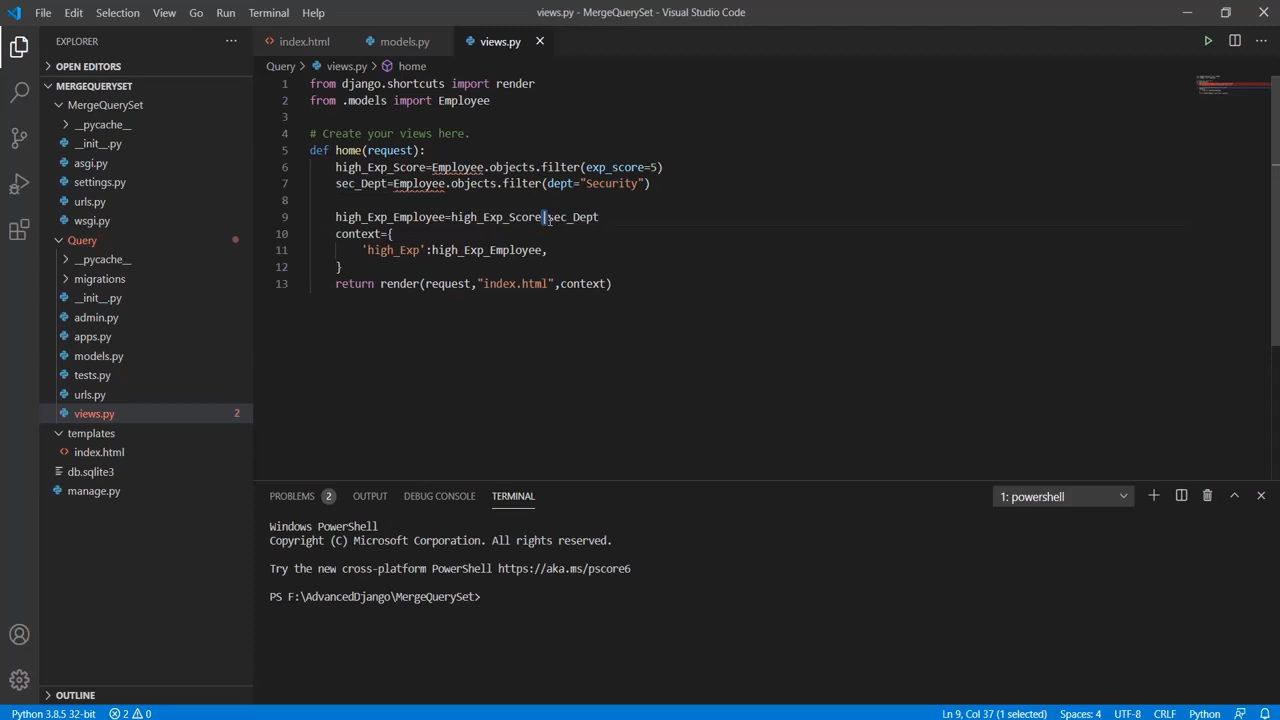 File Edit Selection View Go Run Terminal Help views.py - MergeQuerySet - Visual Studio Code
EXPLORER
OPEN EDITORS
MERGEQUERYSET
MergeQuerySet
__pycache__
__init__.py
asgi.py
settings.py
urls.py
wsgi.py
Query
__pycache__
migrations
__init__.py
admin.py
apps.py
models.py
tests.py
urls.py
views.py 2
templates
index.html
db.sqlite3
manage.py
OUTLINE
index.html models.py views.py
Query > views.py > home
1 from django.shortcuts import render
2 from .models import Employee
3
4 # Create your views here.
5 def home(request):
6 high_Exp_Score=Employee.objects.filter(exp_score=5)
7 sec_Dept=Employee.objects.filter(dept="Security")
8
9 high_Exp_Employee=high_Exp_Score|sec_Dept
10 context={
11 'high_Exp':high_Exp_Employee,
12 }
13 return render(request,"index.html",context)
PROBLEMS 2 OUTPUT DEBUG CONSOLE TERMINAL 1: powershell
Windows PowerShell
Copyright (C) Microsoft Corporation. All rights reserved.
Try the new cross-platform PowerShell https://aka.ms/pscore6
PS F:\AdvancedDjango\MergeQuerySet>
Python 3.8.5 32-bit 2 0 Ln 9, Col 37 (1 selected) Spaces: 4 UTF-8 CRLF Python